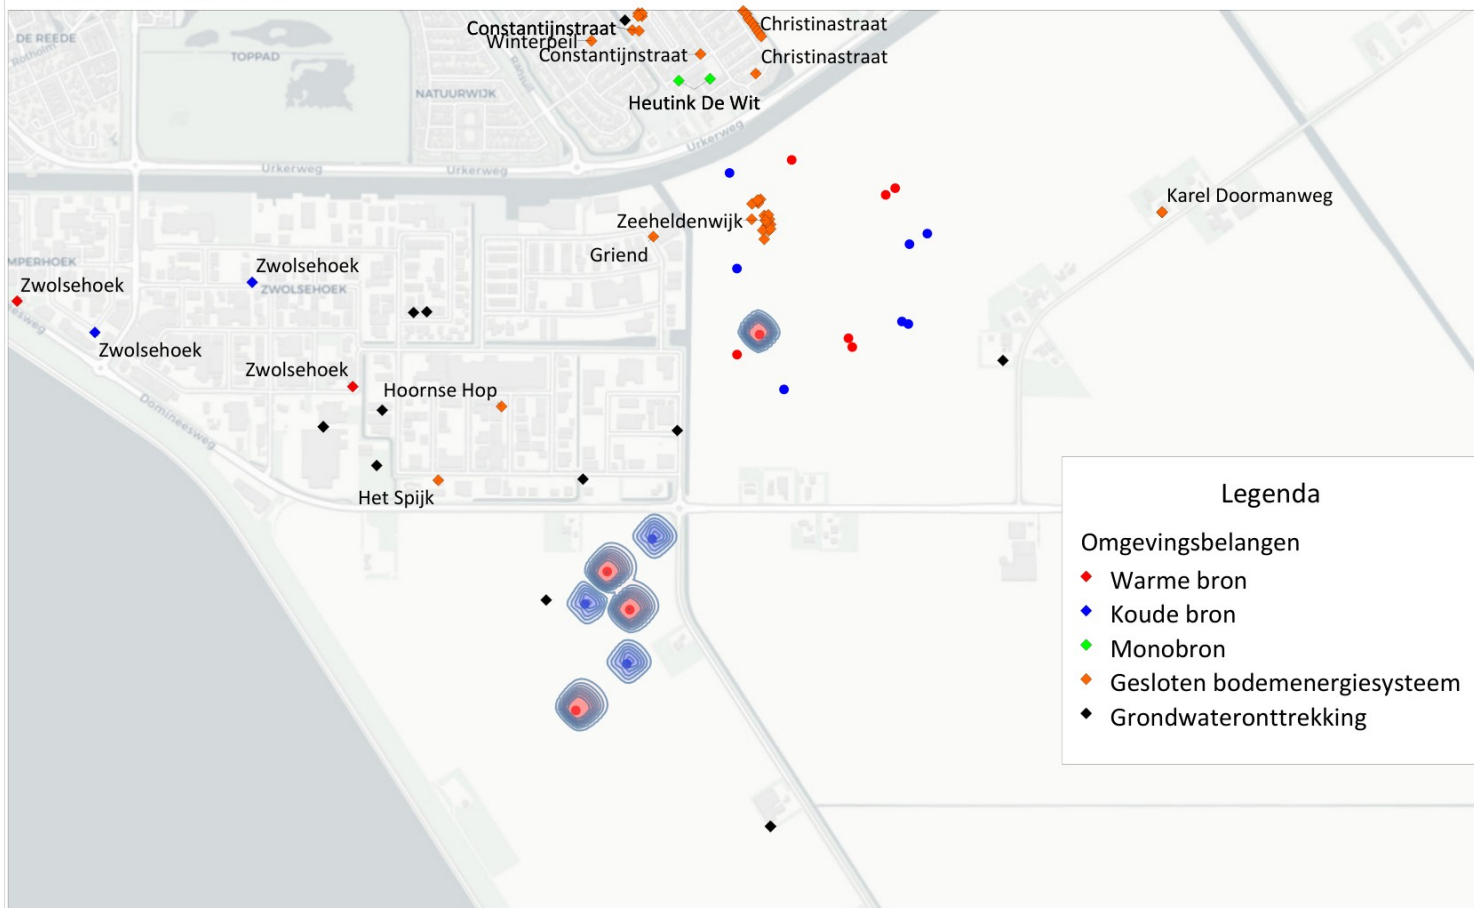 Constantijnstraat
Christinastraat
Winterpeil
Constantijnstraat
Christinastraat
DE REEDE
Rotholm
TOPPAD
NATUURWIJK
Heutink De Wit
Urkerweg
Urkerweg
Urkerweg
Karel Doormanweg
Zeeheldenwijk
Griend
MPERHOEK
Zwolsehoek
Zwolsehoek
ZWOLSEHOEK
Zwolsehoek
Zwolsehoek
Hoornse Hop
Domineesweg
Het Spijk
Legenda
Omgevingsbelangen
Warme bron
Koude bron
Monobron
Gesloten bodemenergiesysteem
Grondwateronttrekking